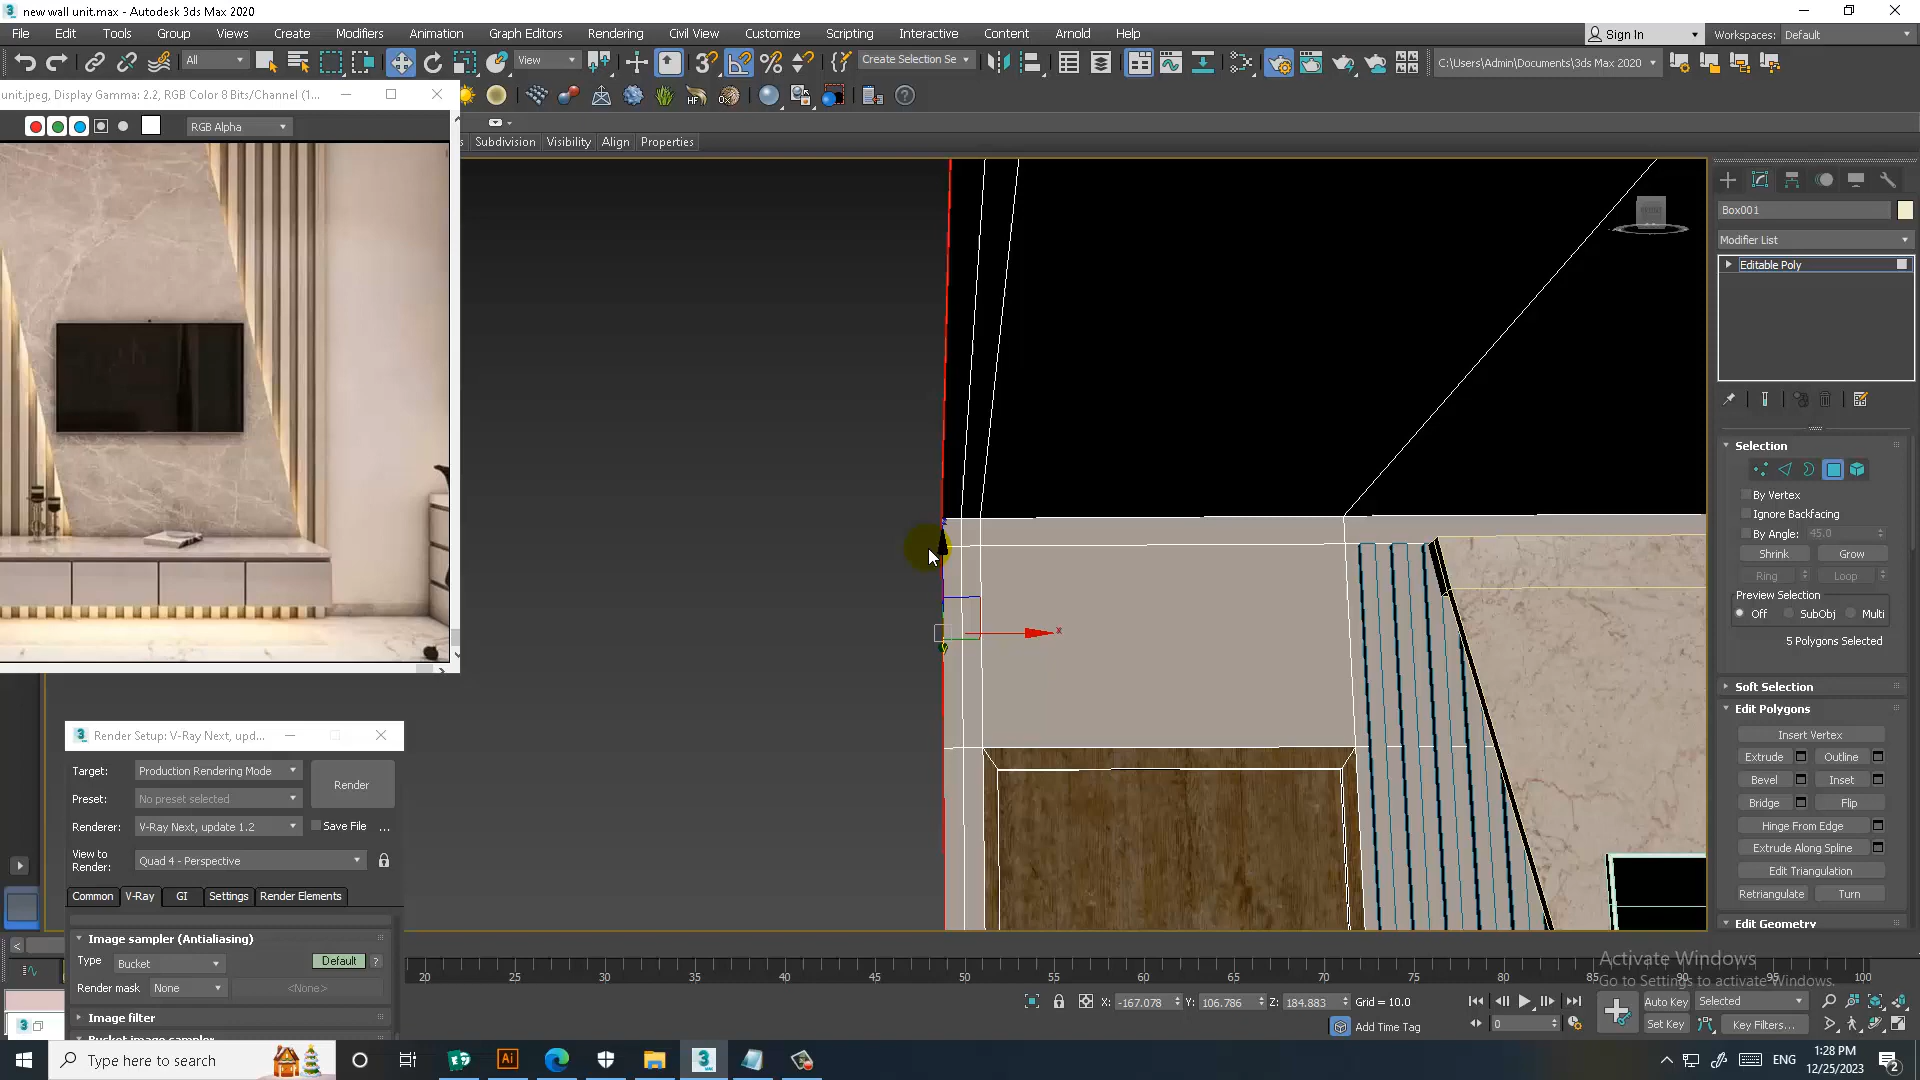 new wall unit.max - Autodesk 3ds Max 2020
File Edit Tools Group Views Create Modifiers Animation Graph Editors Rendering Civil View Customize Scripting Interactive Content Arnold Help
Sign In Workspaces: Default
All View Create Selection Se C:\Users\Admin\Documents\3ds Max 2020
unit.jpeg, Display Gamma: 2.2, RGB Color 8 Bits/Channel (1...
RGB Alpha
Subdivision Visibility Align Properties
Box001
Modifier List
Editable Poly
Selection
By Vertex
Ignore Backfacing
By Angle: 45.0
Shrink Grow
Ring Loop
Preview Selection
Off SubObj Multi
5 Polygons Selected
Soft Selection
Edit Polygons
Insert Vertex
Extrude Outline
Bevel Inset
Bridge Flip
Hinge From Edge
Extrude Along Spline
Edit Triangulation
Retriangulate Turn
Edit Geometry
x
Render Setup: V-Ray Next, upd...
Target: Production Rendering Mode
Render
Preset: No preset selected
Renderer: V-Ray Next, update 1.2 Save File ...
View to Render: Quad 4 - Perspective
Common V-Ray GI Settings Render Elements
Image sampler (Antialiasing)
Type Bucket Default ?
Render mask None <None>
Image filter
Bucket image sampler
20 25 30 35 40 45 50 55 60 65 70 75 80 85 90 95 100
Activate Windows
Go to Settings to activate Windows.
X: -167.078 Y: 106.786 Z: 184.883 Grid = 10.0
Add Time Tag
0
Auto Key Selected
Set Key Key Filters...
Type here to search
ENG
1:28 PM
12/25/2023
2